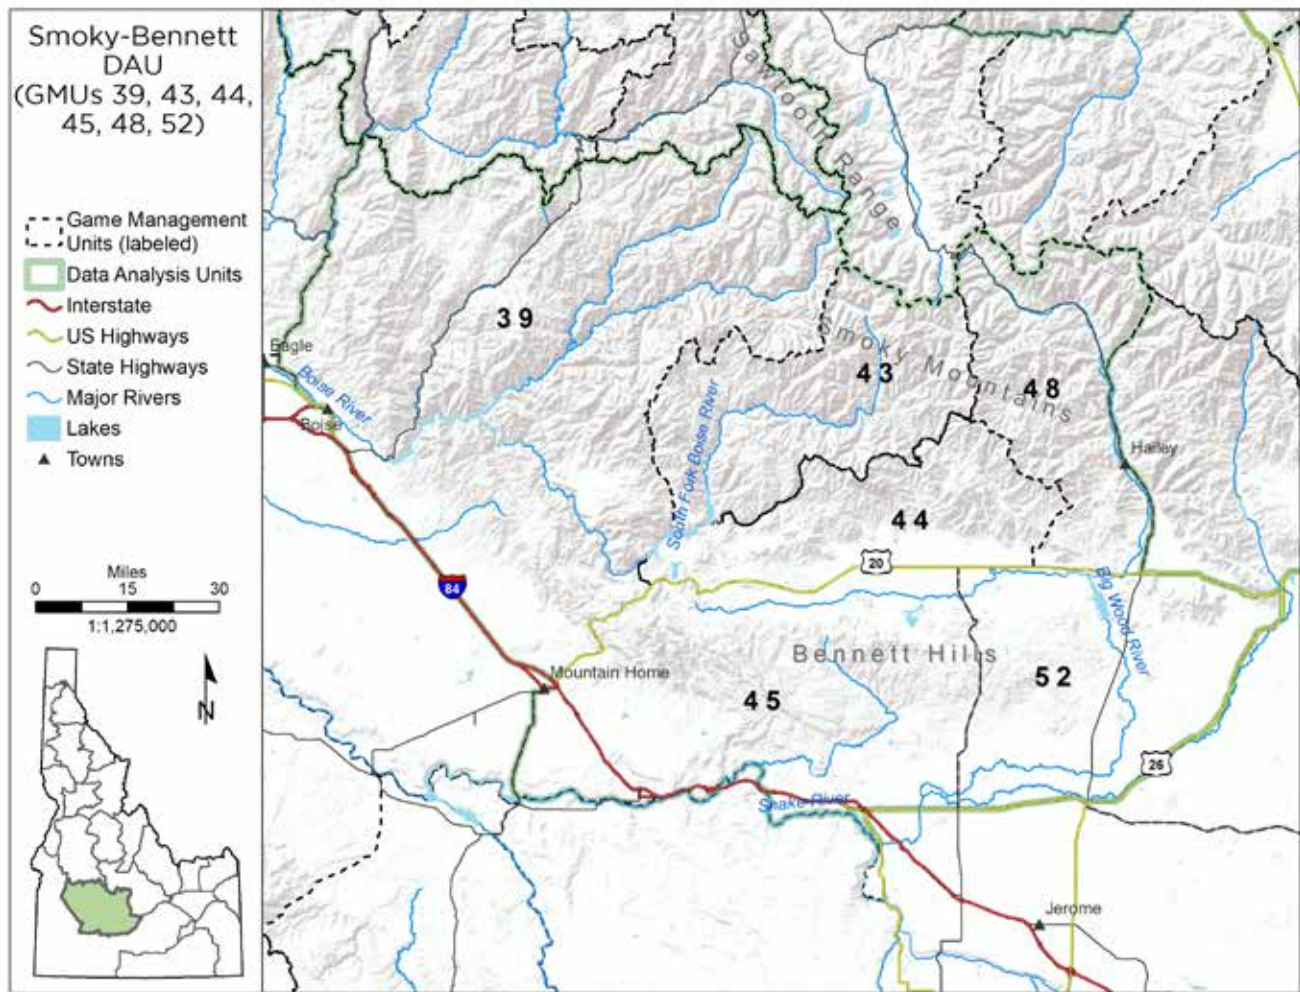 Smoky-Bennett
DAU
(GMUs 39, 43, 44,
45, 48, 52)
Game Management
Units (labeled)
Data Analysis Units
Interstate
US Highways
State Highways
Major Rivers
Lakes
Towns
Miles
0 15 30
1:1,275,000
N
Sawtooth Range
39
Smoky Mountains
43
48
Eagle
Boise River
Boise
South Fork Boise River
Hailey
44
20
84
Big Wood River
Bennett Hills
Mountain Home
52
45
26
Snake River
Jerome